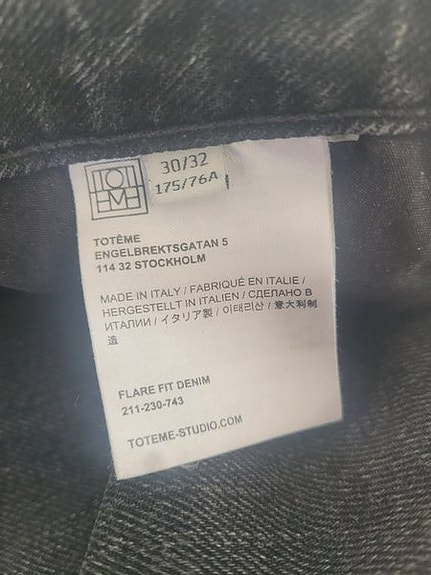 TOTEME
30/32
175/76A
TOTÊME
ENGELBREKTSGATAN 5
114 32 STOCKHOLM
MADE IN ITALY / FABRIQUÉ EN ITALIE /
HERGESTELLT IN ITALIEN / СДЕЛАНО В
ИТАЛИИ / イタリア製 / 이태리산 / 意大利制
造
FLARE FIT DENIM
211-230-743
TOTEME-STUDIO.COM